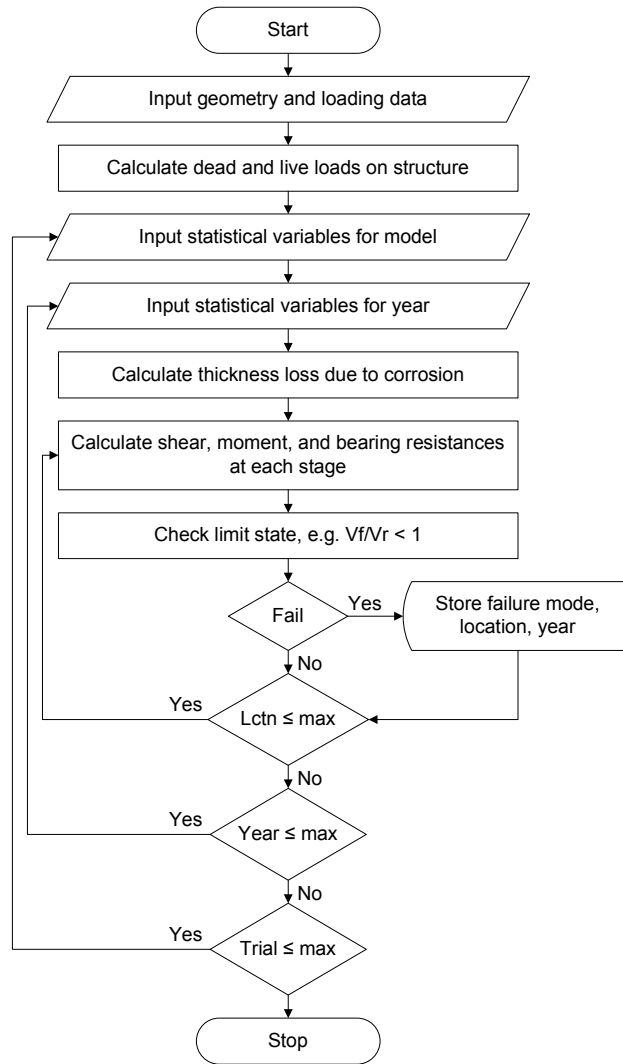 Start
Input geometry and loading data
Calculate dead and live loads on structure
Input statistical variables for model
Input statistical variables for year
Calculate thickness loss due to corrosion
Calculate shear, moment, and bearing resistances
at each stage
Check limit state, e.g. Vf/Vr < 1
Fail
Yes
Store failure mode,
location, year
No
Yes
Lctn ≤ max
No
Yes
Year ≤ max
No
Yes
Trial ≤ max
Stop